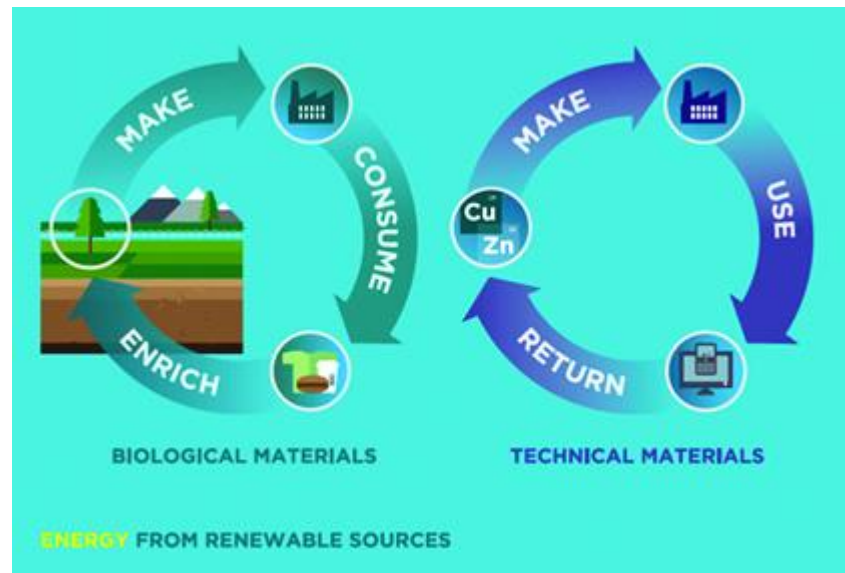 MAKE
CONSUME
ENRICH
BIOLOGICAL MATERIALS
MAKE
USE
RETURN
Cu
Zn
TECHNICAL MATERIALS
ENERGY FROM RENEWABLE SOURCES